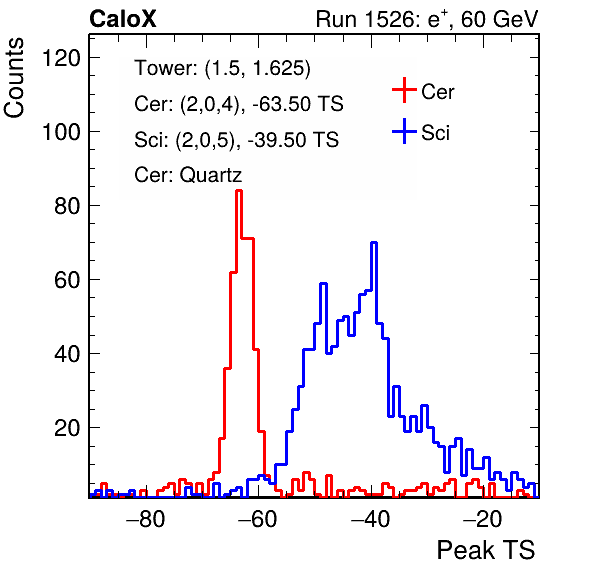 CaloX Run 1526: e⁺, 60 GeV
Counts
Tower: (1.5, 1.625)
Cer: (2,0,4), -63.50 TS
Sci: (2,0,5), -39.50 TS
Cer: Quartz
Cer
Sci
120
100
80
60
40
20
−80 −60 −40 −20
Peak TS